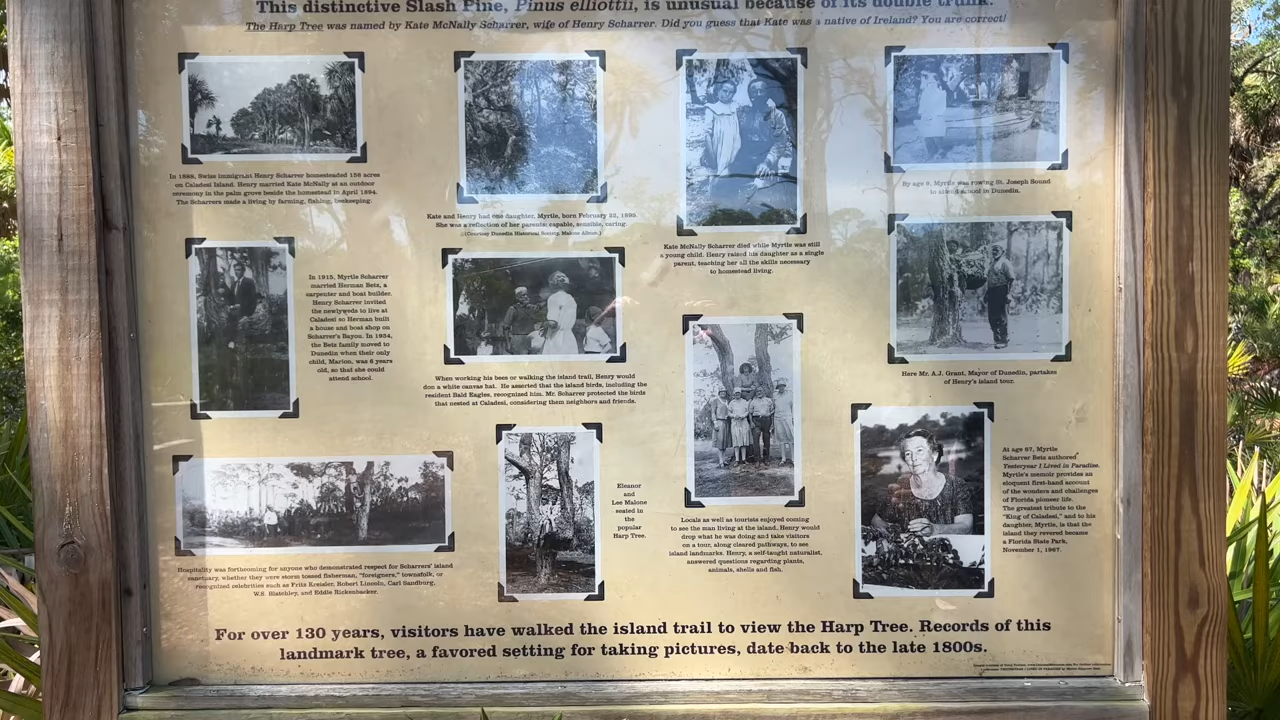 This distinctive Slash Pine, Pinus elliottii, is unusual because of its double trunk.
The Harp Tree was named by Kate McNally Scharrer, wife of Henry Scharrer. Did you guess that Kate was a native of Ireland? You are correct!
In 1888, Swiss immigrant Henry Scharrer homesteaded 156 acres
on Caladesi Island. Henry married Kate McNally at an outdoor
ceremony in the palm grove beside the homestead in April 1894.
The Scharrers made a living by farming, fishing, beekeeping.
Kate and Henry had one daughter, Myrtle, born February 22, 1895.
She was a reflection of her parents: capable, sensible, caring.
(Courtesy Dunedin Historical Society, Malone Album.)
Kate McNally Scharrer died while Myrtle was still
a young child. Henry raised his daughter as a single
parent, teaching her all the skills necessary
to homestead living.
By age 9, Myrtle was rowing St. Joseph Sound
to attend school in Dunedin.
In 1915, Myrtle Scharrer
married Herman Betz, a
carpenter and boat builder.
Henry Scharrer invited
the newlyweds to live at
Caladesi so Herman built
a house and boat shop on
Scharrer's Bayou. In 1934,
the Betz family moved to
Dunedin when their only
child, Marion, was 6 years
old, so that she could
attend school.
When working his bees or walking the island trail, Henry would
don a white canvas hat. He asserted that the island birds, including the
resident Bald Eagles, recognized him. Mr. Scharrer protected the birds
that nested at Caladesi, considering them neighbors and friends.
Here Mr. A.J. Grant, Mayor of Dunedin, partakes
of Henry's island tour.
Hospitality was forthcoming for anyone who demonstrated respect for Scharrers' island
sanctuary, whether they were storm tossed fisherman, "foreigners," townsfolk, or
recognized celebrities such as Fritz Kreisler, Robert Lincoln, Carl Sandburg,
W.S. Blatchley, and Eddie Rickenbacker.
Eleanor
and
Lee Malone
seated in
the
popular
Harp Tree.
Locals as well as tourists enjoyed coming
to see the man living at the island. Henry would
drop what he was doing and take visitors
on a tour, along cleared pathways, to see
island landmarks. Henry, a self-taught naturalist,
answered questions regarding plants,
animals, shells and fish.
At age 87, Myrtle
Scharrer Betz authored
Yesteryear I Lived in Paradise.
Myrtle's memoir provides an
eloquent first-hand account
of the wonders and challenges
of Florida pioneer life.
The greatest tribute to the
"King of Caladesi," and to his
daughter, Myrtle, is that the
island they revered became
a Florida State Park,
November 1, 1967.
For over 130 years, visitors have walked the island trail to view the Harp Tree. Records of this
landmark tree, a favored setting for taking pictures, date back to the late 1800s.